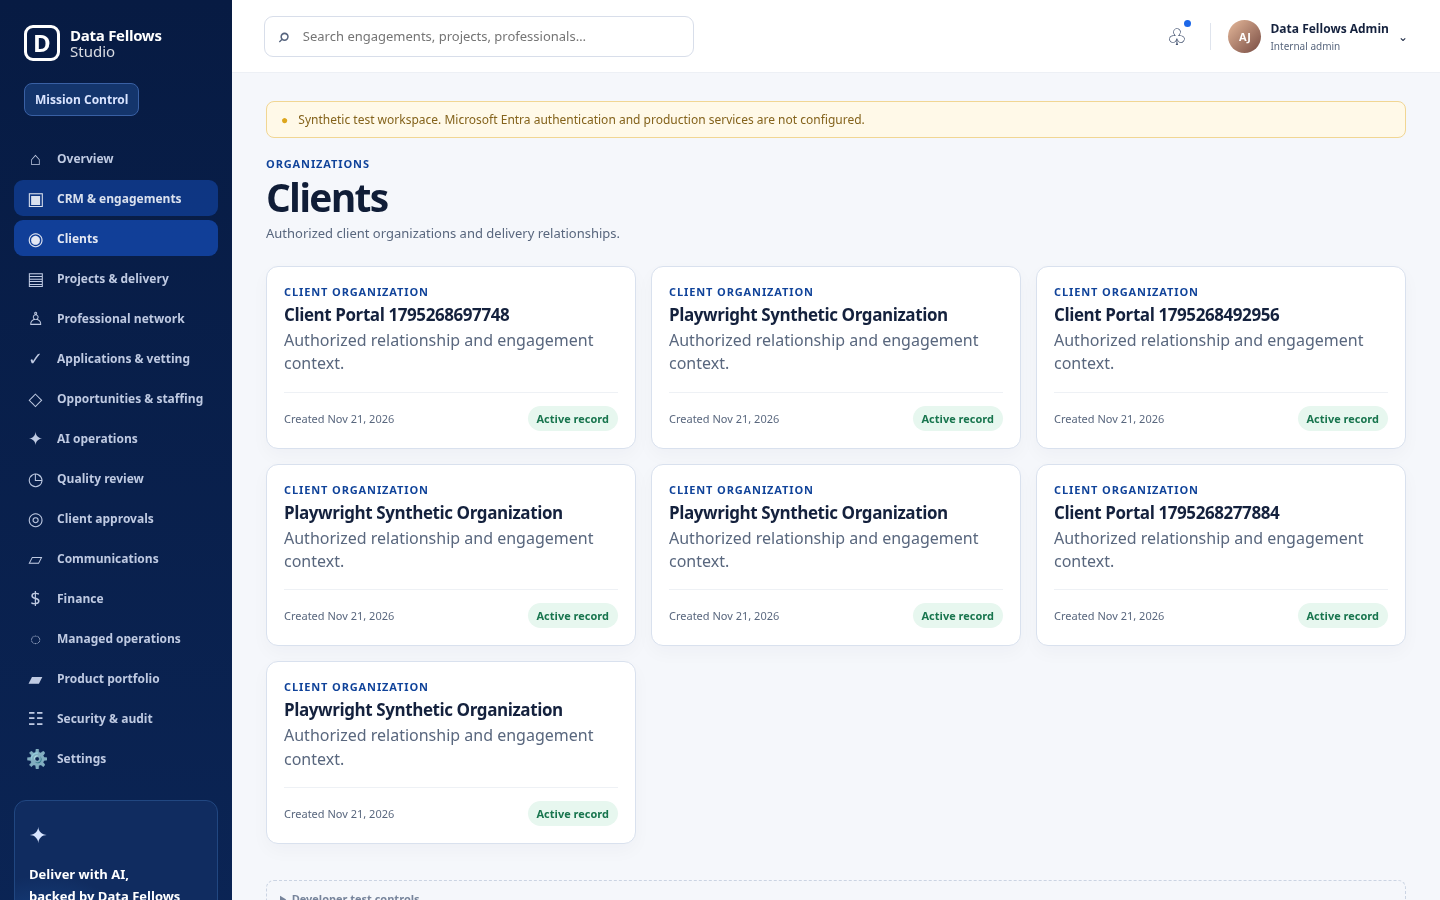 D
Data Fellows
Studio
Mission Control
Overview
CRM & engagements
Clients
Projects & delivery
Professional network
Applications & vetting
Opportunities & staffing
AI operations
Quality review
Client approvals
Communications
$ Finance
Managed operations
Product portfolio
Security & audit
Settings
Deliver with AI,
backed by Data Fellows
Search engagements, projects, professionals...
AJ
Data Fellows Admin
Internal admin
Synthetic test workspace. Microsoft Entra authentication and production services are not configured.
ORGANIZATIONS
Clients
Authorized client organizations and delivery relationships.
CLIENT ORGANIZATION
Client Portal 1795268697748
Authorized relationship and engagement
context.
Created Nov 21, 2026
Active record
CLIENT ORGANIZATION
Playwright Synthetic Organization
Authorized relationship and engagement
context.
Created Nov 21, 2026
Active record
CLIENT ORGANIZATION
Client Portal 1795268492956
Authorized relationship and engagement
context.
Created Nov 21, 2026
Active record
CLIENT ORGANIZATION
Playwright Synthetic Organization
Authorized relationship and engagement
context.
Created Nov 21, 2026
Active record
CLIENT ORGANIZATION
Playwright Synthetic Organization
Authorized relationship and engagement
context.
Created Nov 21, 2026
Active record
CLIENT ORGANIZATION
Client Portal 1795268277884
Authorized relationship and engagement
context.
Created Nov 21, 2026
Active record
CLIENT ORGANIZATION
Playwright Synthetic Organization
Authorized relationship and engagement
context.
Created Nov 21, 2026
Active record
Developer test controls